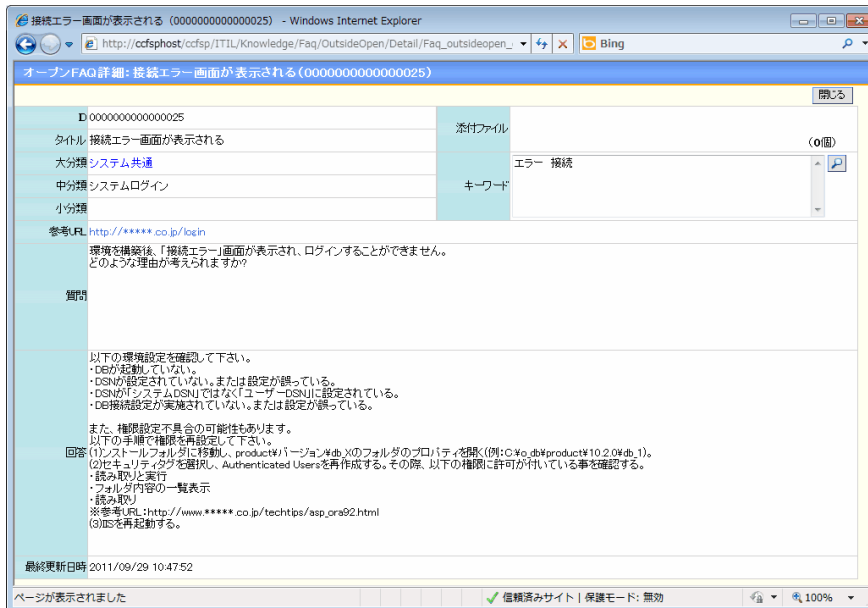 接続エラー画面が表示される（0000000000000025） - Windows Internet Explorer
http://ccfsphost/ccfsp/ITIL/Knowledge/Faq/OutsideOpen/Detail/Faq_outsideopen_
Bing
オープンFAQ詳細: 接続エラー画面が表示される(0000000000000025)
閉じる
ID 0000000000000025
添付ファイル
(0個)
タイトル 接続エラー画面が表示される
大分類 システム共通
キーワード
エラー 接続
中分類 システムログイン
小分類
参考URL http://*****.co.jp/login
質問
環境を構築後、「接続エラー」画面が表示され、ログインすることができません。
どのような理由が考えられますか?
回答
以下の環境設定を確認して下さい。
・DBが起動していない。
・DSNが設定されていない。または設定が誤っている。
・DSNが「システムDSN」ではなく「ユーザーDSN」に設定されている。
・DB接続設定が実施されていない。または設定が誤っている。
また、権限設定不具合の可能性もあります。
以下の手順で権限を再設定して下さい。
(1)ンストールフォルダに移動し、product¥バージョン¥db_Xのフォルダのプロパティを開く(例:C:¥o_db¥product¥10.2.0¥db_1)。
(2)セキュリティタグを選択し、Authenticated Usersを再作成する。その際、以下の権限に許可が付いている事を確認する。
・読み取りと実行
・フォルダ内容の一覧表示
・読み取り
※参考URL:http://www.*****.co.jp/techtips/asp_ora92.html
(3)IISを再起動する。
最終更新日時 2011/09/29 10:47:52
ページが表示されました
信頼済みサイト | 保護モード: 無効
100%